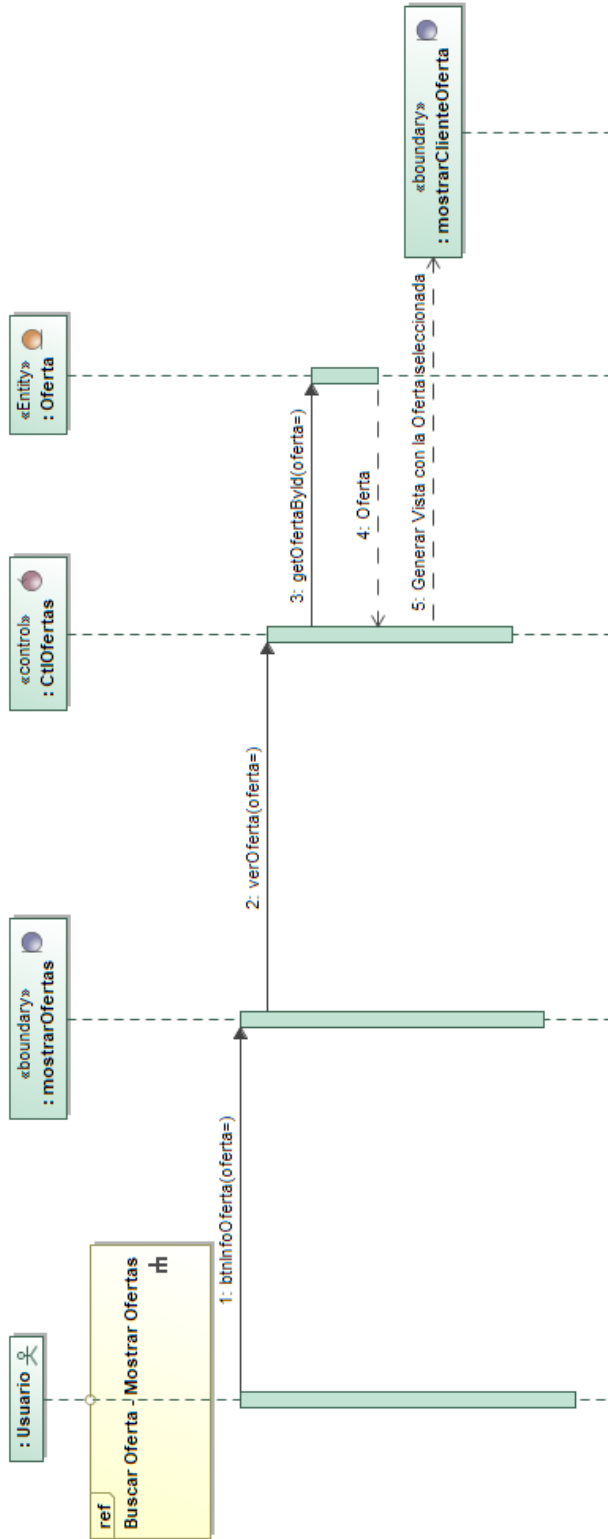 : Usuario
«boundary»
: mostrarOfertas
«control»
: CtlOfertas
«Entity»
: Oferta
ref
Buscar Oferta - Mostrar Ofertas
1: btnInfoOferta(oferta=)
2: verOferta(oferta=)
3: getOfertaById(oferta=)
4: Oferta
5: Generar Vista con la Oferta seleccionada
«boundary»
: mostrarClienteOferta